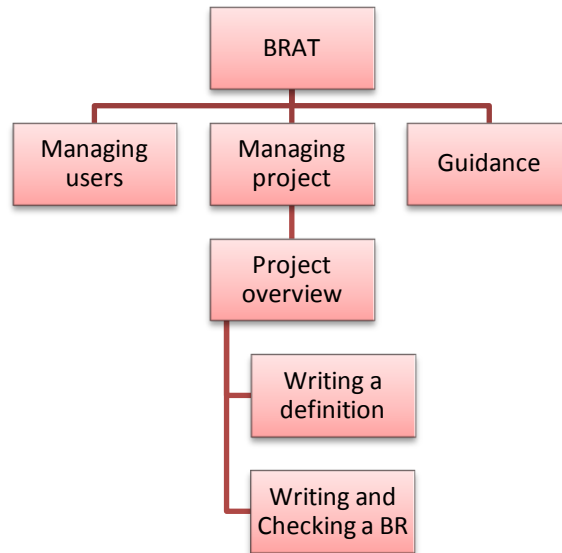 BRAT
Managing
users
Managing
project
Guidance
Project
overview
Writing a
definition
Writing and
Checking a BR